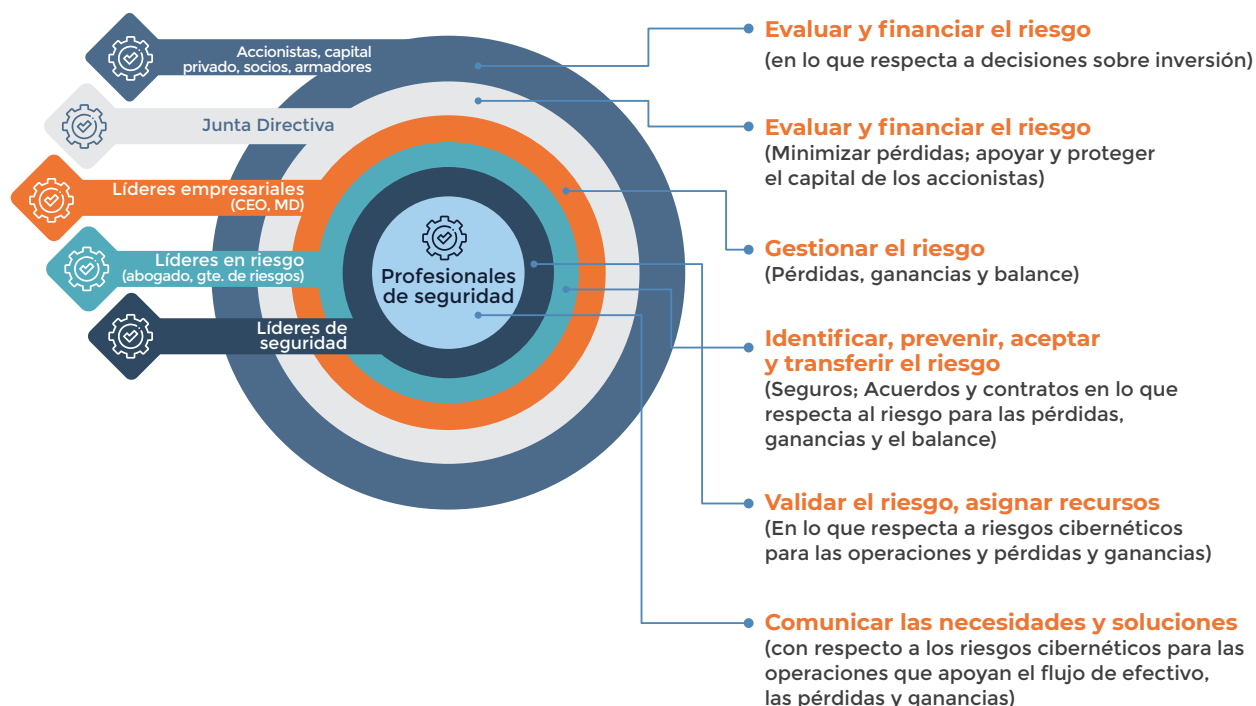 Accionistas, capital
privado, socios, armadores
Junta Directiva
Líderes empresariales
(CEO, MD)
Líderes en riesgo
(abogado, gte. de riesgos)
Líderes de
seguridad
Profesionales
de seguridad
Evaluar y financiar el riesgo
(en lo que respecta a decisiones sobre inversión)
Evaluar y financiar el riesgo
(Minimizar pérdidas; apoyar y proteger
el capital de los accionistas)
Gestionar el riesgo
(Pérdidas, ganancias y balance)
Identificar, prevenir, aceptar
y transferir el riesgo
(Seguros; Acuerdos y contratos en lo que
respecta al riesgo para las pérdidas,
ganancias y el balance)
Validar el riesgo, asignar recursos
(En lo que respecta a riesgos cibernéticos
para las operaciones y pérdidas y ganancias)
Comunicar las necesidades y soluciones
(con respecto a los riesgos cibernéticos para las
operaciones que apoyan el flujo de efectivo,
las pérdidas y ganancias)